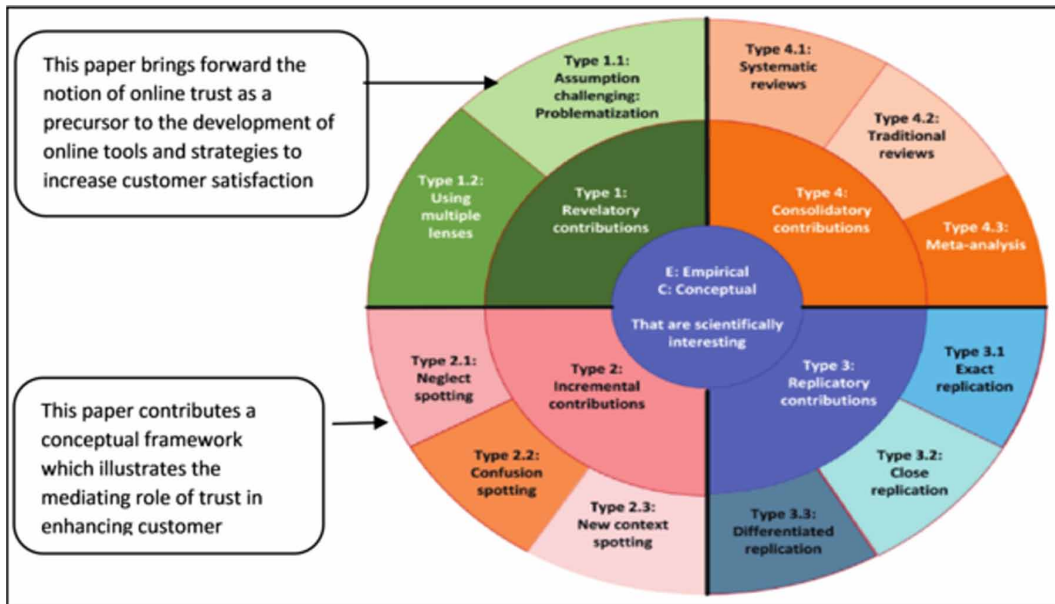 This paper brings forward the
notion of online trust as a
precursor to the development of
online tools and strategies to
increase customer satisfaction
This paper contributes a
conceptual framework
which illustrates the
mediating role of trust in
enhancing customer
Type 1.1:
Assumption
challenging:
Problematization
Type 1.2:
Using
multiple
lenses
Type 1:
Revelatory
contributions
Type 4.1:
Systematic
reviews
Type 4.2:
Traditional
reviews
Type 4.3:
Meta-analysis
Type 4:
Consolidatory
contributions
E: Empirical
C: Conceptual
That are scientifically
interesting
Type 2.1:
Neglect
spotting
Type 2:
Incremental
contributions
Type 2.2:
Confusion
spotting
Type 2.3:
New context
spotting
Type 3:
Replicatory
contributions
Type 3.1
Exact
replication
Type 3.2:
Close
replication
Type 3.3:
Differentiated
replication